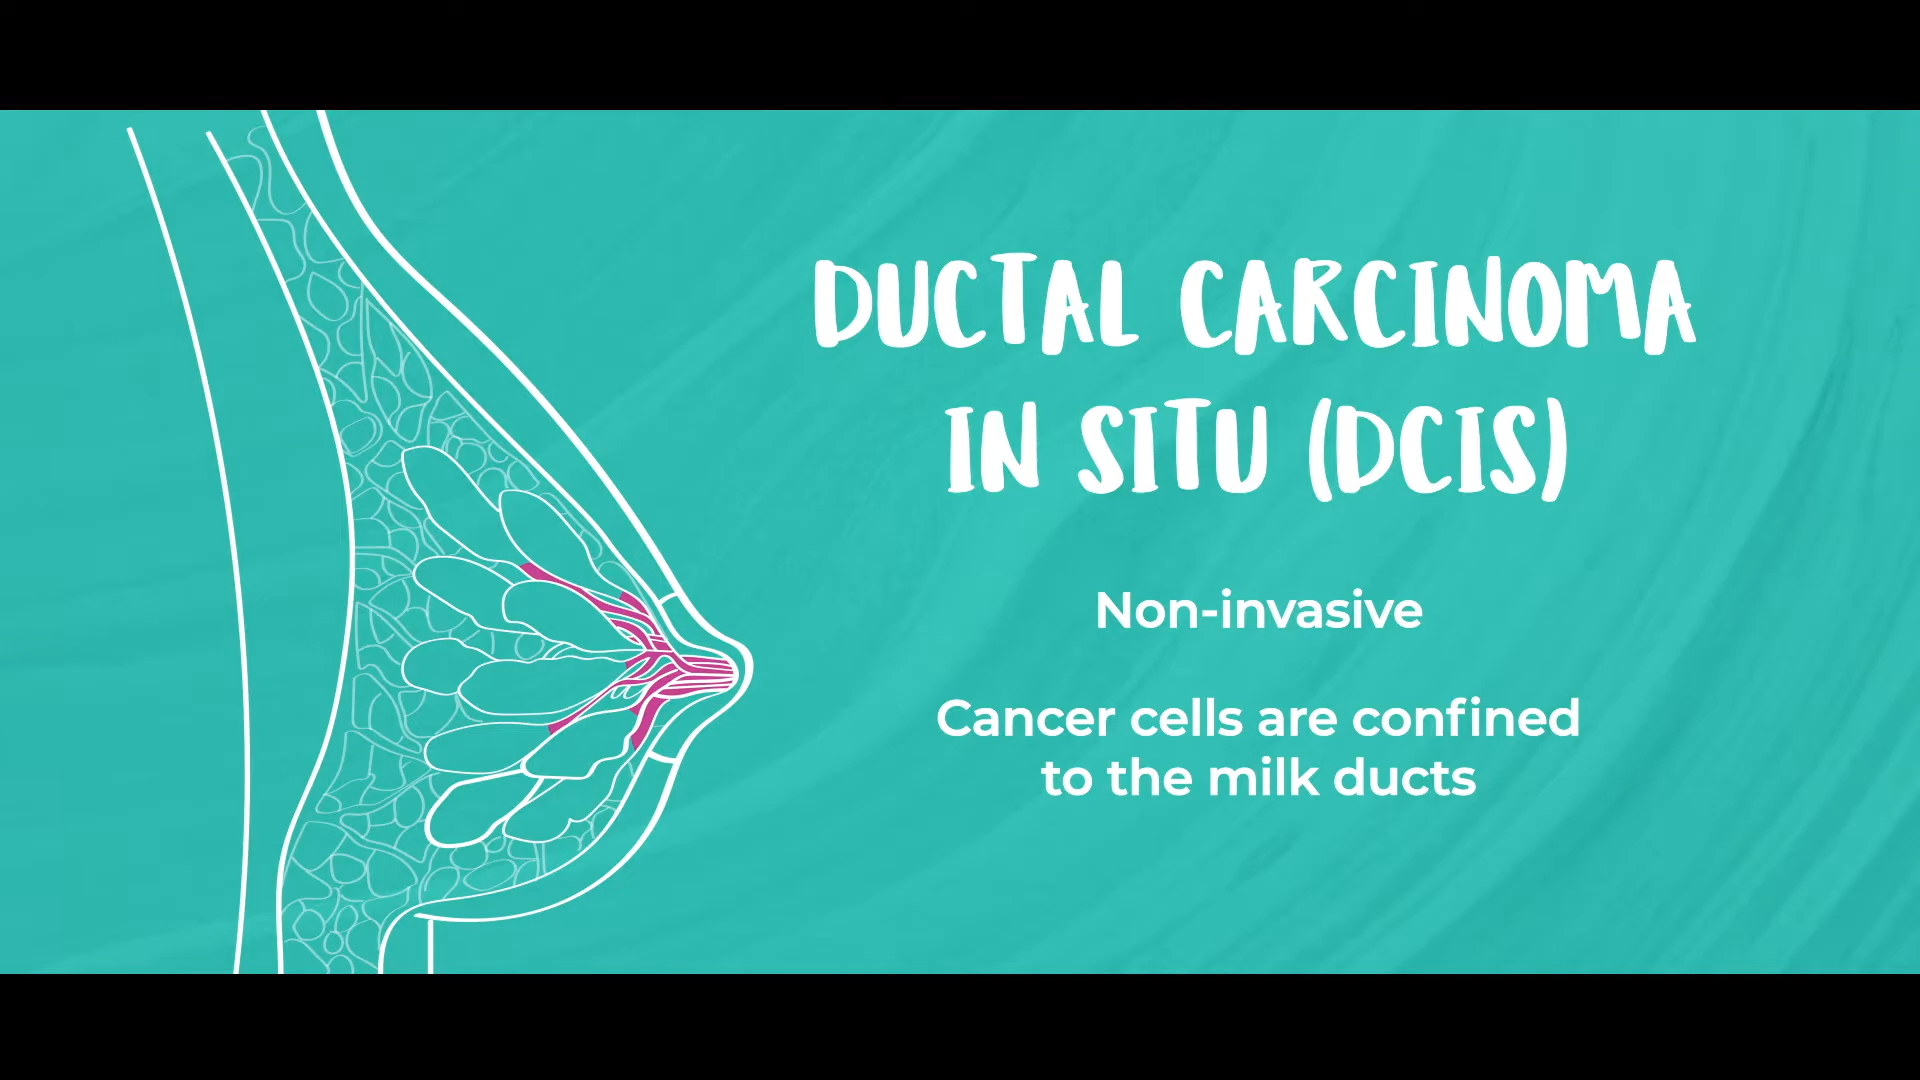 DUCTAL CARCINOMA
IN SITU (DCIS)
Non-invasive
Cancer cells are confined
to the milk ducts